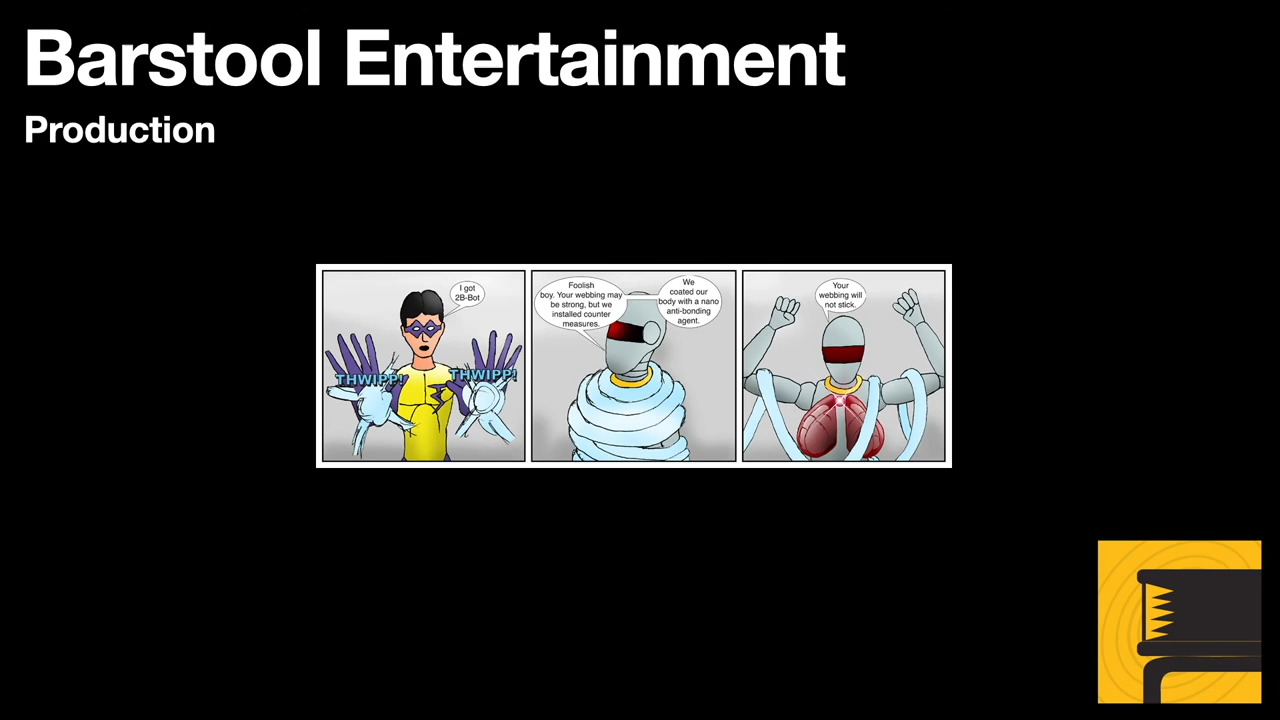 Barstool Entertainment
Production
I got
2B-Bot
THWIPP!
THWIPP!
Foolish
boy. Your webbing may
be strong, but we
installed counter
measures.
We
coated our
body with a nano
anti-bonding
agent.
Your
webbing will
not stick.